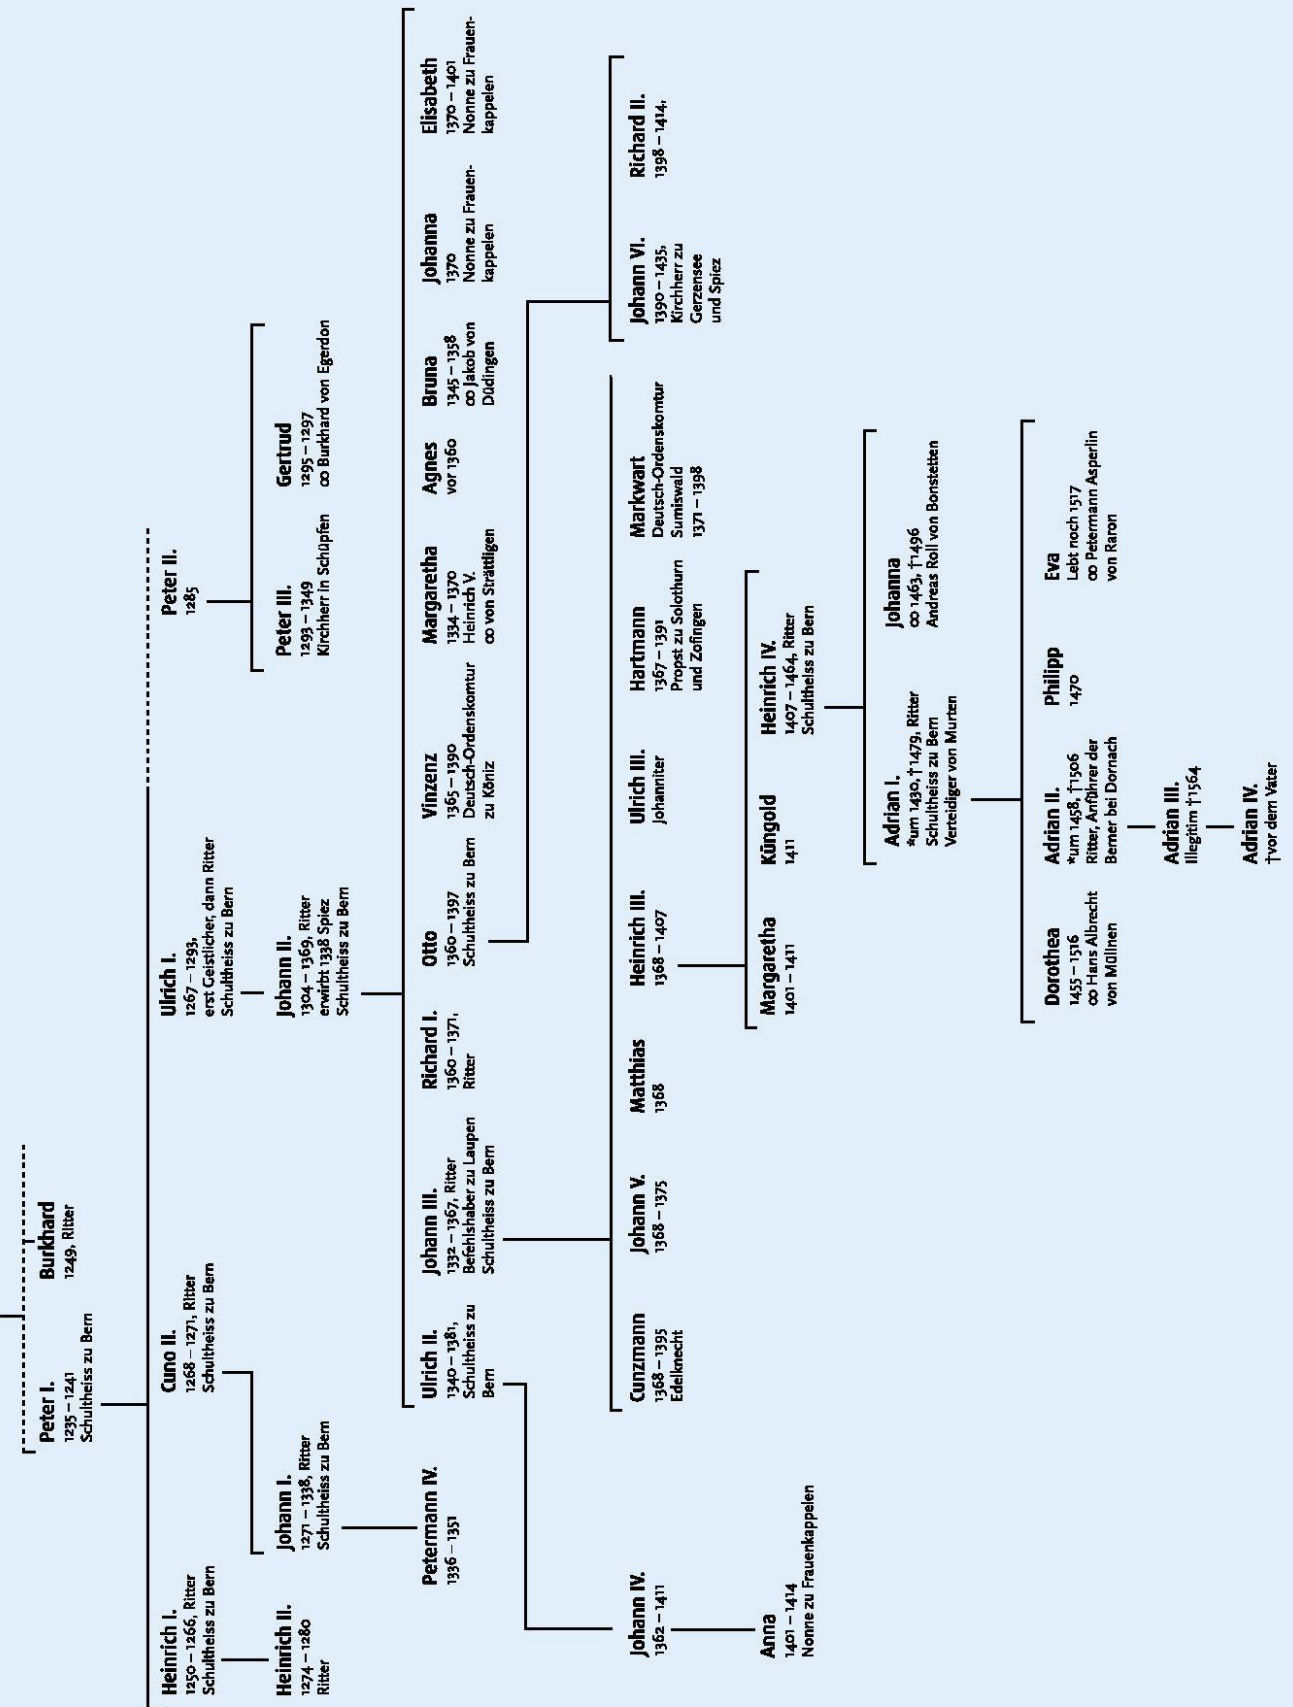 Peter I.
1235 – 1241
Schultheiss zu Bern
Burkhard
1249, Ritter
Heinrich I.
1250 – 1266, Ritter
Schultheiss zu Bern
Cuno II.
1268 – 1271, Ritter
Schultheiss zu Bern
Ulrich I.
1267 – 1293,
erst Geistlicher, dann Ritter
Schultheiss zu Bern
Peter II.
1285
Heinrich II.
1274 – 1280
Ritter
Johann I.
1271 – 1338, Ritter
Schultheiss zu Bern
Johann II.
1304 – 1369, Ritter
erwirbt 1338 Spiez
Schultheiss zu Bern
Peter III.
1293 – 1349
Kirchherr in Schüpfen
Gertrud
1295 – 1297
∞ Burkhard von Egerdon
Petermann IV.
1336 – 1351
Ulrich II.
1340 – 1381,
Schultheiss zu
Bern
Johann III.
1332 – 1367, Ritter
Befehlshaber zu Laupen
Schultheiss zu Bern
Richard I.
1360 – 1371,
Ritter
Otto
1360 – 1397
Schultheiss zu Bern
Vinzenz
1365 – 1390
Deutsch-Ordenskomtur
zu Köniz
Margaretha
1334 – 1370
Heinrich V.
∞ von Strättligen
Agnes
vor 1360
Bruna
1345 – 1358
∞ Jakob von
Düdingen
Johanna
1370
Nonne zu Frauen-
kappelen
Elisabeth
1370 – 1401
Nonne zu Frauen-
kappelen
Johann IV.
1362 – 1411
Cunzmann
1368 – 1395
Edelknecht
Johann V.
1368 – 1375
Matthias
1368
Heinrich III.
1368 – 1407
Ulrich III.
Johanniter
Hartmann
1367 – 1391
Propst zu Solothurn
und Zofingen
Markwart
Deutsch-Ordenskomtur
Sumiswald
1371 – 1398
Johann VI.
1390 – 1435,
Kirchherr zu
Gerzensee
und Spiez
Richard II.
1398 – 1414,
Anna
1401 – 1414
Nonne zu Frauenkappelen
Margaretha
1401 – 1411
Küngold
1411
Heinrich IV.
1407 – 1464, Ritter
Schultheiss zu Bern
Adrian I.
*um 1430, †1479, Ritter
Schultheiss zu Bern
Verteidiger von Murten
Johanna
∞ 1463, †1496
Andreas Roll von Bonstetten
Dorothea
1455 – 1516
∞ Hans Albrecht
von Mülinen
Adrian II.
*um 1458, †1506
Ritter, Anführer der
Berner bei Dornach
Philipp
1470
Eva
Lebt noch 1517
∞ Petermann Asperlin
von Raron
Adrian III.
Illegitim †1564
Adrian IV.
†vor dem Vater